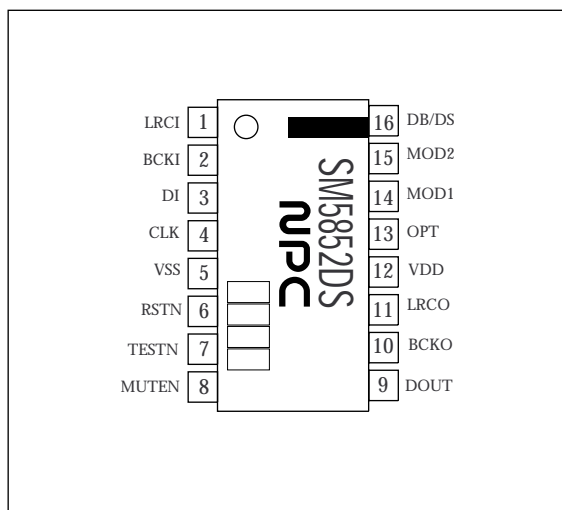 LRCI 1 16 DB/DS
BCKI 2 15 MOD2
DI 3 14 MOD1
CLK 4 13 OPT
VSS 5 12 VDD
RSTN 6 11 LRCO
TESTN 7 10 BCKO
MUTEN 8 9 DOUT
SM5852DS
NPC